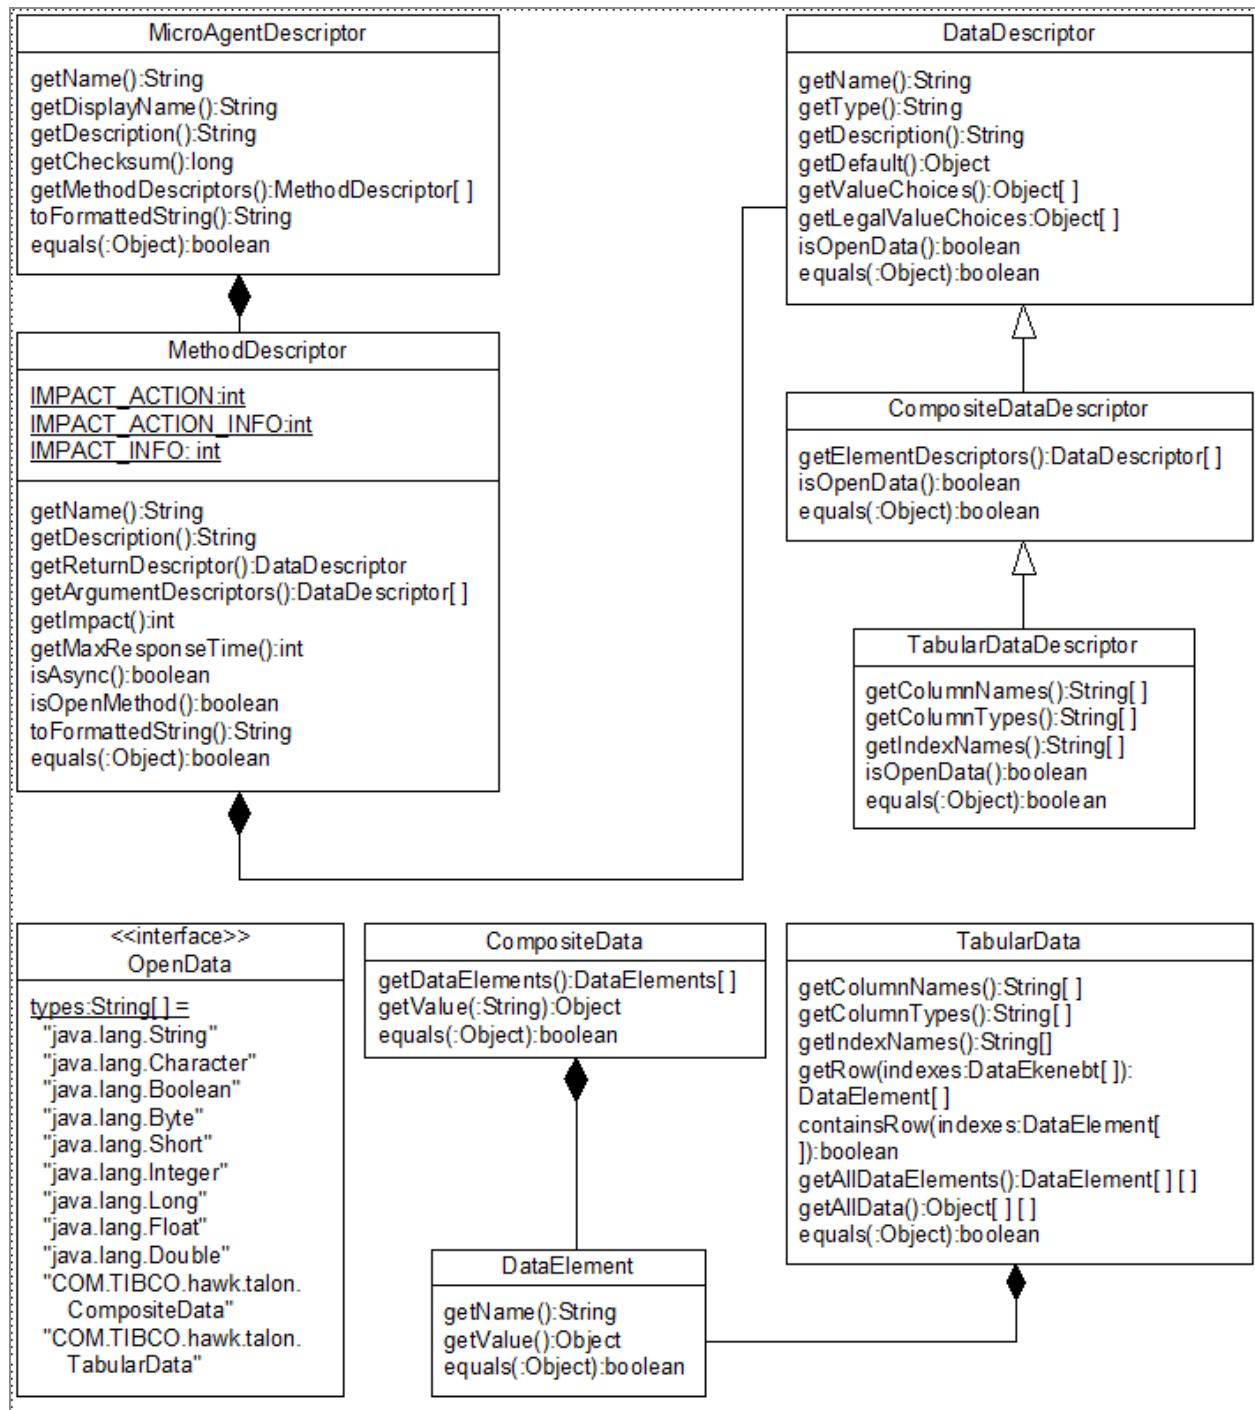 MicroAgentDescriptor
getName():String
getDisplayName():String
getDescription():String
getChecksum():long
getMethodDescriptors():MethodDescriptor[ ]
toFormattedString():String
equals(:Object):boolean
DataDescriptor
getName():String
getType():String
getDescription():String
getDefault():Object
getValueChoices():Object[ ]
getLegalValueChoices:Object[ ]
isOpenData():boolean
equals(:Object):boolean
MethodDescriptor
IMPACT_ACTION:int
IMPACT_ACTION_INFO:int
IMPACT_INFO: int
getName():String
getDescription():String
getReturnDescriptor():DataDescriptor
getArgumentDescriptors():DataDescriptor[ ]
getImpact():int
getMaxResponseTime():int
isAsync():boolean
isOpenMethod():boolean
toFormattedString():String
equals(:Object):boolean
CompositeDataDescriptor
getElementDescriptors():DataDescriptor[ ]
isOpenData():boolean
equals(:Object):boolean
TabularDataDescriptor
getColumnNames():String[ ]
getColumnTypes():String[ ]
getIndexNames():String[ ]
isOpenData():boolean
equals(:Object):boolean
<<interface>>
OpenData
types:String[ ] =
"java.lang.String"
"java.lang.Character"
"java.lang.Boolean"
"java.lang.Byte"
"java.lang.Short"
"java.lang.Integer"
"java.lang.Long"
"java.lang.Float"
"java.lang.Double"
"COM.TIBCO.hawk.talon.
CompositeData"
"COM.TIBCO.hawk.talon.
TabularData"
CompositeData
getDataElements():DataElements[ ]
getValue(:String):Object
equals(:Object):boolean
TabularData
getColumnNames():String[ ]
getColumnTypes():String[ ]
getIndexNames():String[]
getRow(indexes:DataEkenebt[ ]):
DataElement[ ]
containsRow(indexes:DataElement[
]):boolean
getAllDataElements():DataElement[ ] [ ]
getAllData():Object[ ] [ ]
equals(:Object):boolean
DataElement
getName():String
getValue():Object
equals(:Object):boolean